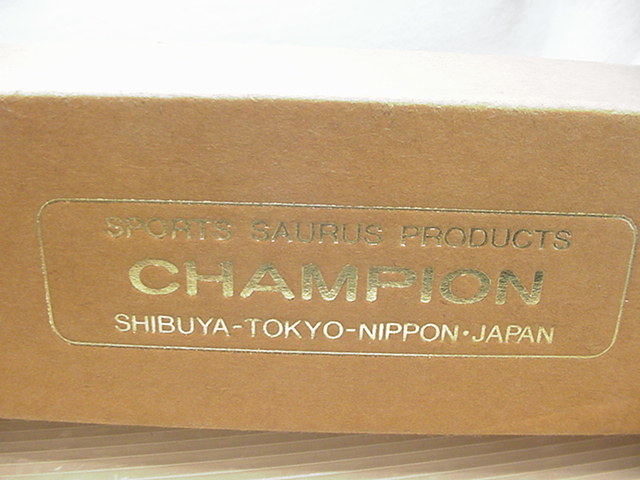 SPORTS SAURUS PRODUCTS
CHAMPION
SHIBUYA-TOKYO-NIPPON·JAPAN